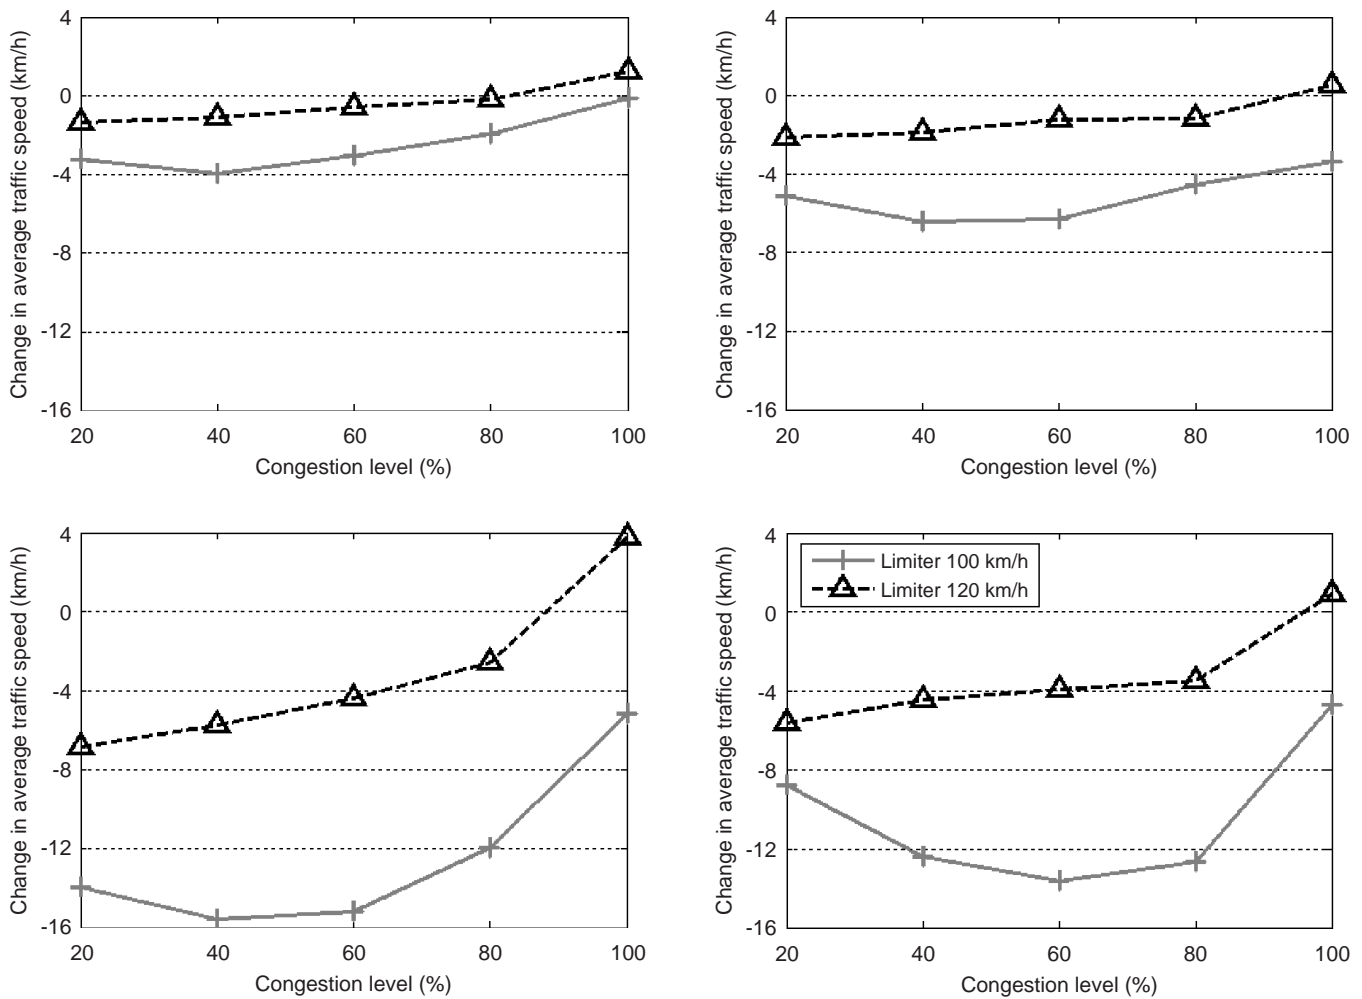 Change in average traffic speed (km/h)
4
0
-4
-8
-12
-16
20 40 60 80 100
Congestion level (%)
Change in average traffic speed (km/h)
4
0
-4
-8
-12
-16
20 40 60 80 100
Congestion level (%)
Change in average traffic speed (km/h)
4
0
-4
-8
-12
-16
20 40 60 80 100
Congestion level (%)
Change in average traffic speed (km/h)
4
0
-4
-8
-12
-16
Limiter 100 km/h
Limiter 120 km/h
20 40 60 80 100
Congestion level (%)